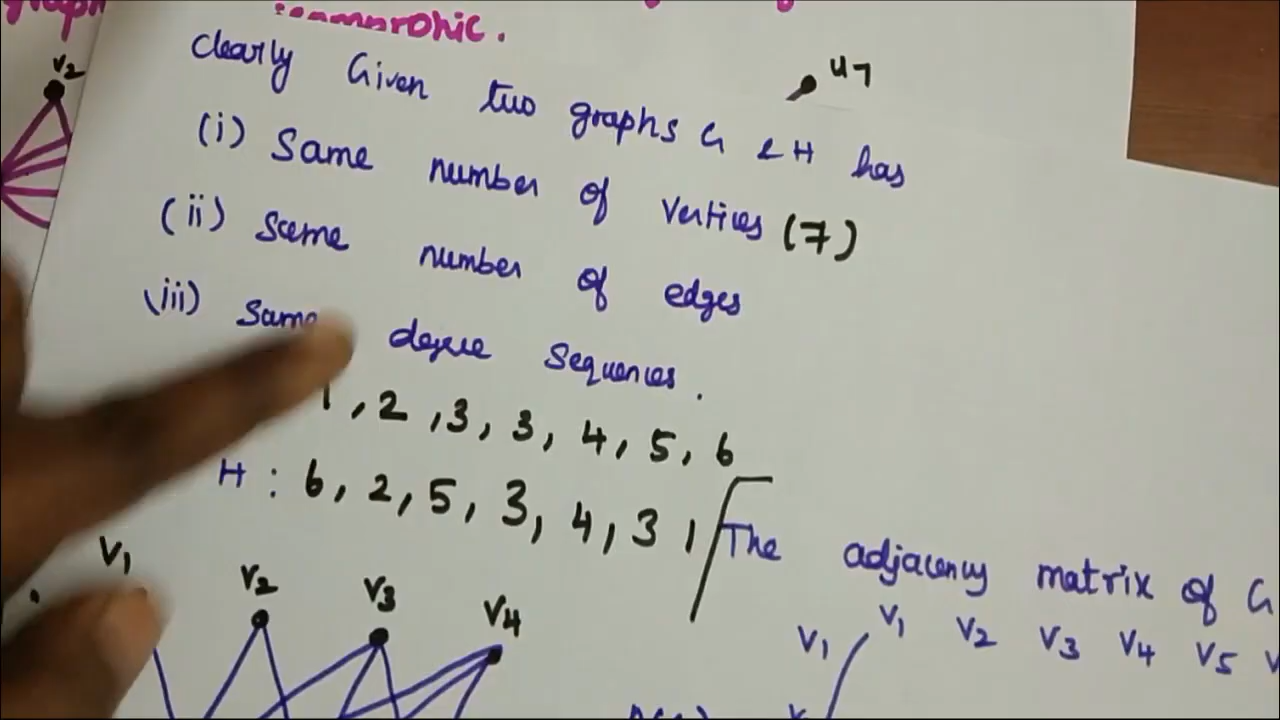 isomorphic.
V2
Clearly Given two graphs G & H has
u7
(i) Same number of Vertices (7)
(ii) Same number of edges
(iii) Same degree Sequences.
1, 2, 3, 3, 4, 5, 6
H : 6, 2, 5, 3, 4, 3 1
The adjacency matrix of G
V1 V2 V3 V4
V1 V2 V3 V4 V5
V1